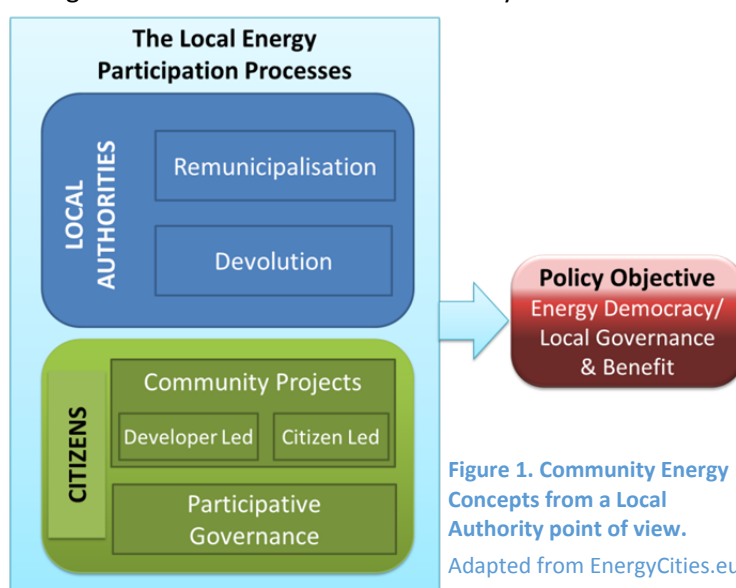 The Local Energy
Participation Processes
LOCAL
AUTHORITIES
Remunicipalisation
Devolution
CITIZENS
Community Projects
Developer Led
Citizen Led
Participative
Governance
Policy Objective
Energy Democracy/
Local Governance
& Benefit
Figure 1. Community Energy
Concepts from a Local
Authority point of view.
Adapted from EnergyCities.eu